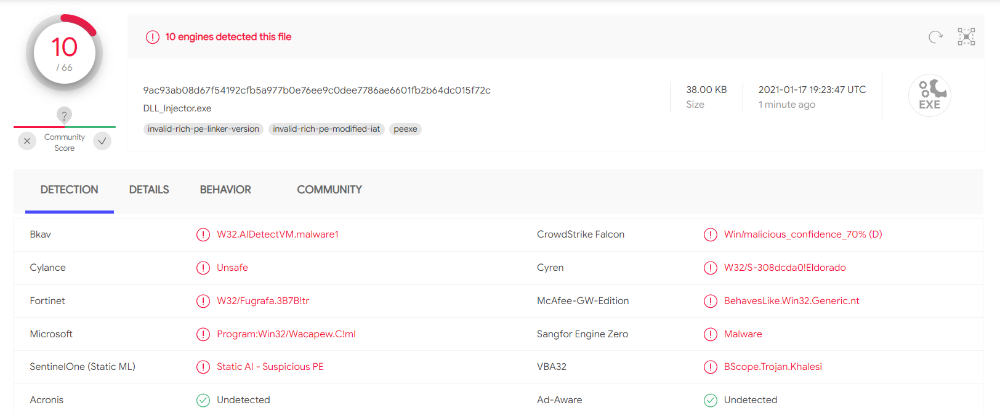 10
/ 66
?
Community
Score
10 engines detected this file
9ac93ab08d67f54192cfb5a977b0e76ee9c0dee7786ae6601fb2b64dc015f72c
DLL_Injector.exe
invalid-rich-pe-linker-version invalid-rich-pe-modified-iat peexe
38.00 KB
Size
2021-01-17 19:23:47 UTC
1 minute ago
EXE
DETECTION DETAILS BEHAVIOR COMMUNITY
Bkav W32.AIDetectVM.malware1 CrowdStrike Falcon Win/malicious_confidence_70% (D)
Cylance Unsafe Cyren W32/S-308dcda0!Eldorado
Fortinet W32/Fugrafa.3B7B!tr McAfee-GW-Edition BehavesLike.Win32.Generic.nt
Microsoft Program:Win32/Wacapew.C!ml Sangfor Engine Zero Malware
SentinelOne (Static ML) Static AI - Suspicious PE VBA32 BScope.Trojan.Khalesi
Acronis Undetected Ad-Aware Undetected